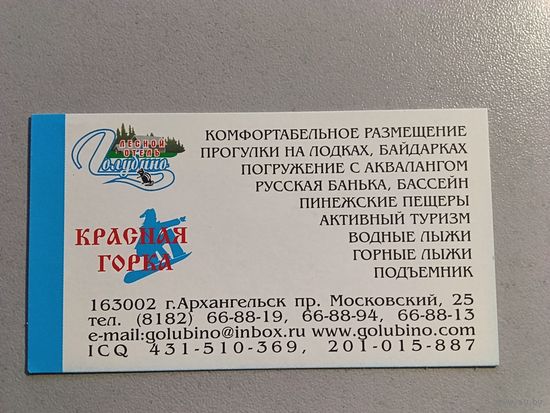 ЛЕСНОЙ
ОТЕЛЬ
Голубино
КРАСНАЯ
ГОРКА
КОМФОРТАБЕЛЬНОЕ РАЗМЕЩЕНИЕ
ПРОГУЛКИ НА ЛОДКАХ, БАЙДАРКАХ
ПОГРУЖЕНИЕ С АКВАЛАНГОМ
РУССКАЯ БАНЬКА, БАССЕЙН
ПИНЕЖСКИЕ ПЕЩЕРЫ
АКТИВНЫЙ ТУРИЗМ
ВОДНЫЕ ЛЫЖИ
ГОРНЫЕ ЛЫЖИ
ПОДЪЕМНИК
163002 г.Архангельск пр. Московский, 25
тел. (8182) 66-88-19, 66-88-94, 66-88-13
e-mail:golubino@inbox.ru www.golubino.com
ICQ 431-510-369, 201-015-887